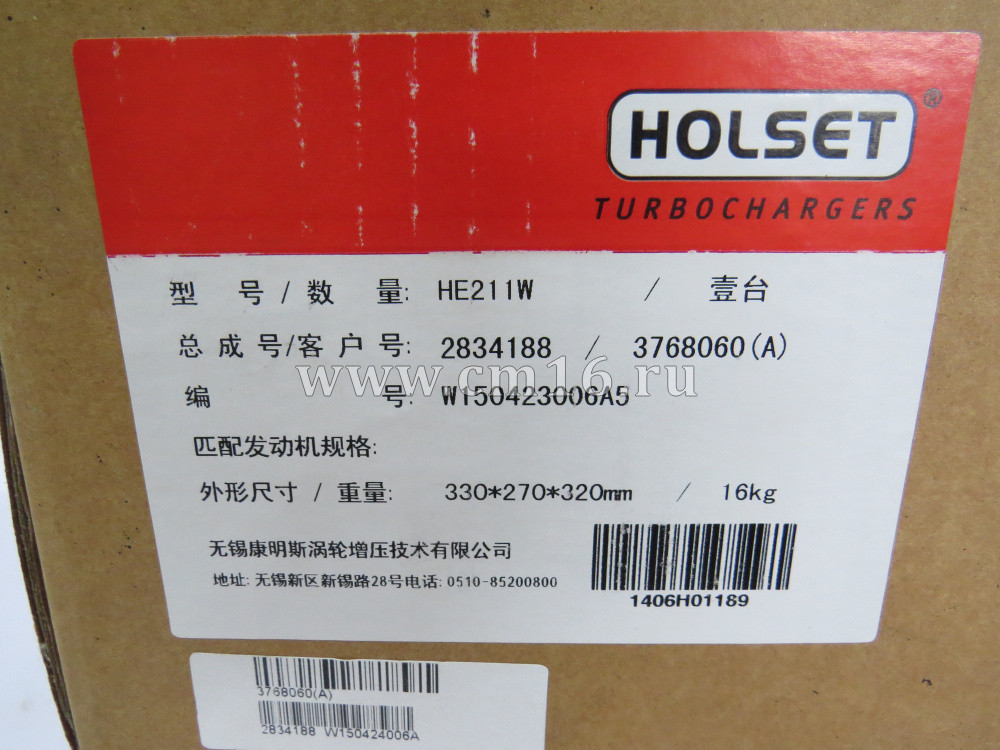 HOLSET®
TURBOCHARGERS
型 号 / 数 量: HE211W / 壹台
总 成 号/客 户 号: 2834188 / 3768060(A)
www.cm16.ru
编 号: W150423006A5
匹配发动机规格:
外形尺寸 / 重量: 330*270*320mm / 16kg
无锡康明斯涡轮增压技术有限公司
地址: 无锡新区新锡路28号电话: 0510-85200800
1406H01189
3768060(A)
2834188 W150424006A